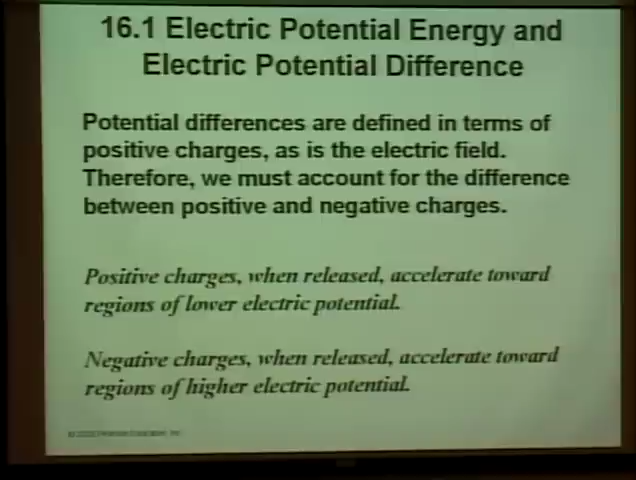 16.1 Electric Potential Energy and
Electric Potential Difference
Potential differences are defined in terms of
positive charges, as is the electric field.
Therefore, we must account for the difference
between positive and negative charges.
Positive charges, when released, accelerate toward
regions of lower electric potential.
Negative charges, when released, accelerate toward
regions of higher electric potential.